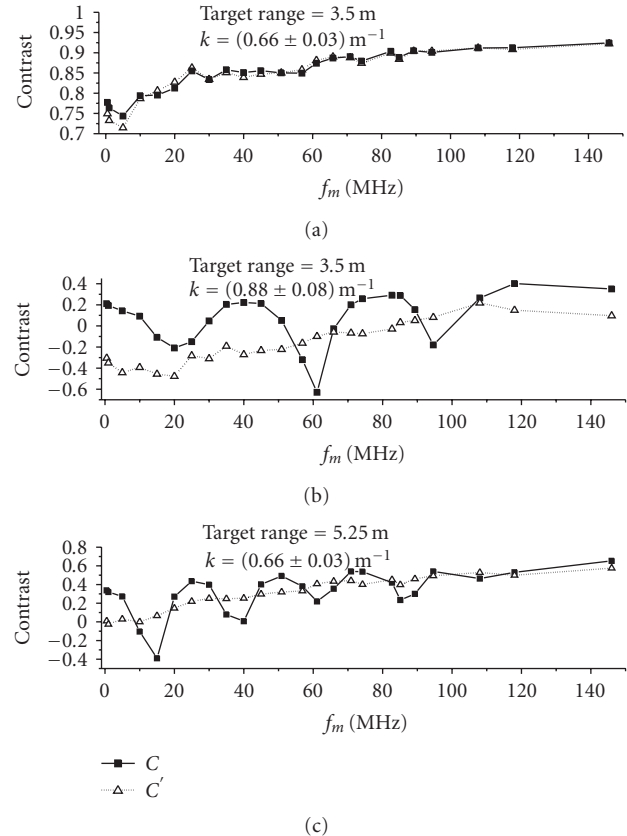 Target range = 3.5 m
k = (0.66 ± 0.03) m⁻¹
Contrast
1
0.95
0.9
0.85
0.8
0.75
0.7
0 20 40 60 80 100 120 140
f_m (MHz)
(a)
Target range = 3.5 m
k = (0.88 ± 0.08) m⁻¹
Contrast
0.4
0.2
0
−0.2
−0.4
−0.6
0 20 40 60 80 100 120 140
f_m (MHz)
(b)
Target range = 5.25 m
k = (0.66 ± 0.03) m⁻¹
Contrast
0.8
0.6
0.4
0.2
0
−0.2
−0.4
0 20 40 60 80 100 120 140
f_m (MHz)
C
C′
(c)